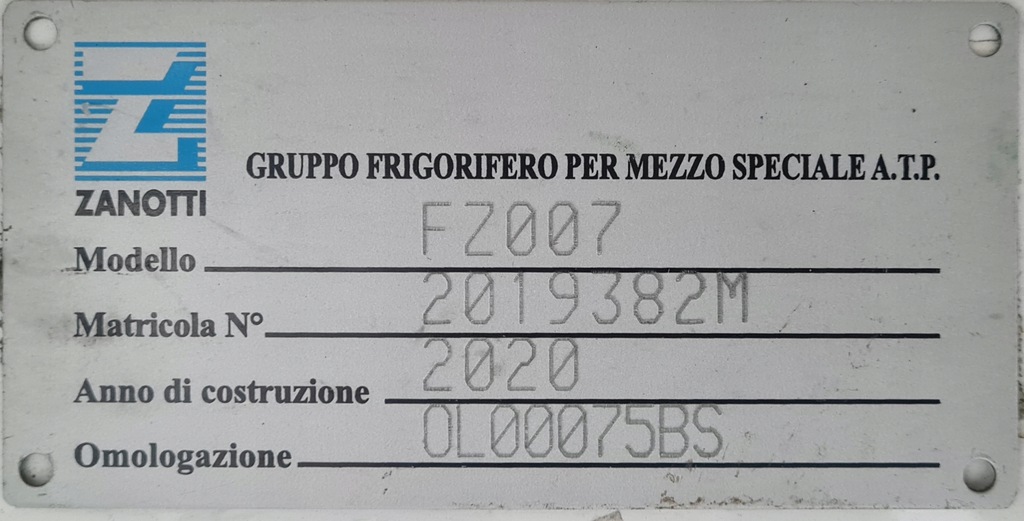 ZANOTTI
GRUPPO FRIGORIFERO PER MEZZO SPECIALE A.T.P.
Modello FZ007
Matricola N° 2019382M
Anno di costruzione 2020
Omologazione OL00075BS